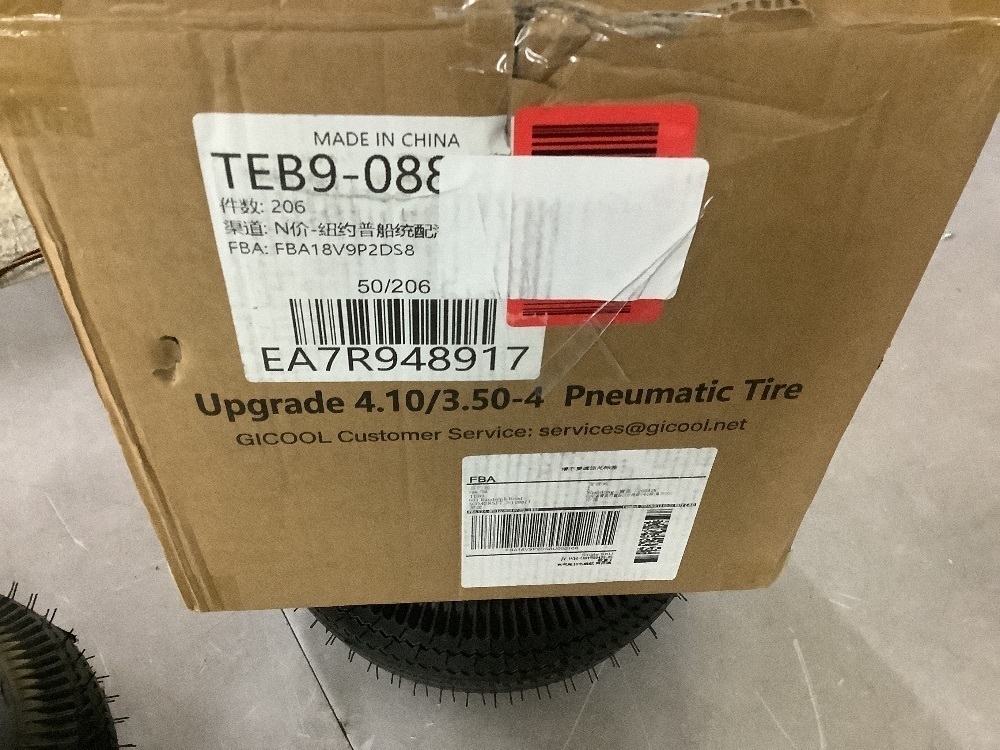 MADE IN CHINA
TEB9-088
件数: 206
渠道: N价-纽约普船统配
FBA: FBA18V9P2DS8
50/206
EA7R948917
Upgrade 4.10/3.50-4 Pneumatic Tire
GICOOL Customer Service: services@gicool.net
FBA